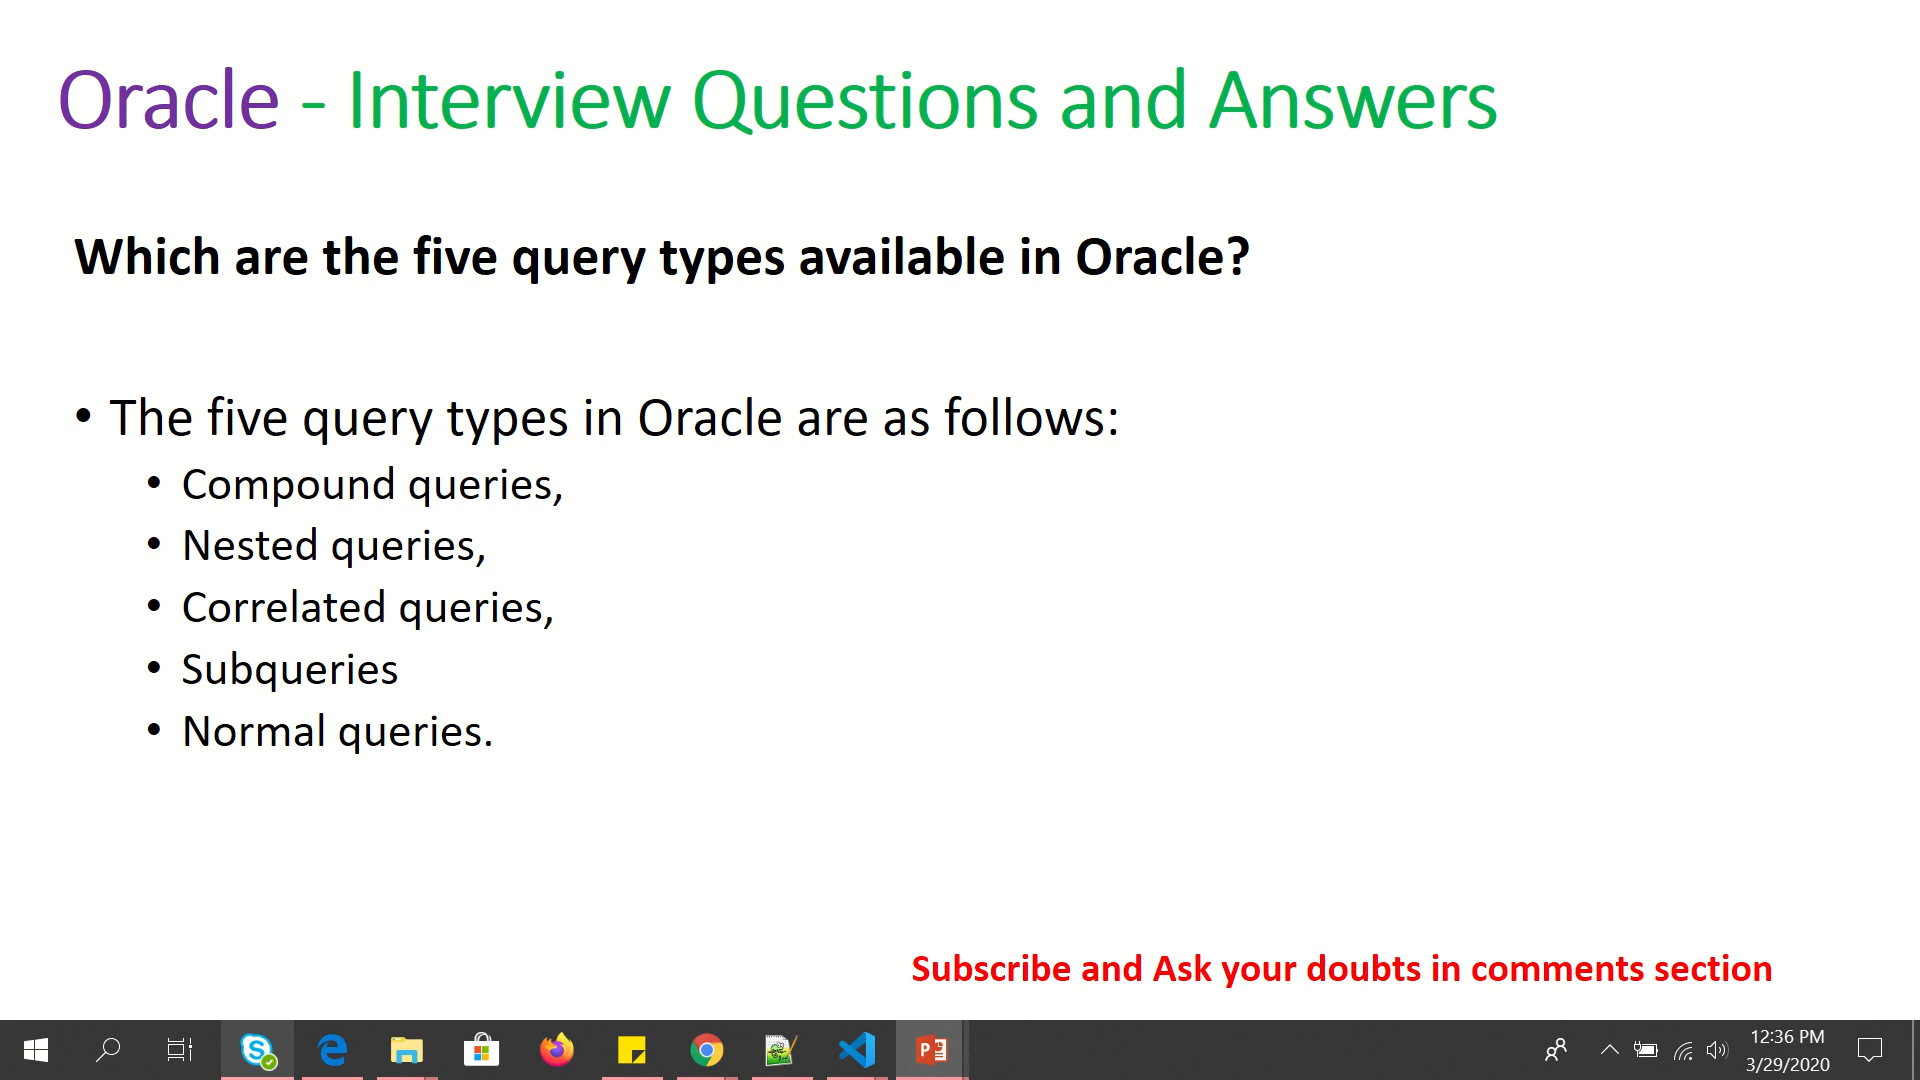 Oracle - Interview Questions and Answers
Which are the five query types available in Oracle?
• The five query types in Oracle are as follows:
• Compound queries,
• Nested queries,
• Correlated queries,
• Subqueries
• Normal queries.
Subscribe and Ask your doubts in comments section
12:36 PM
3/29/2020